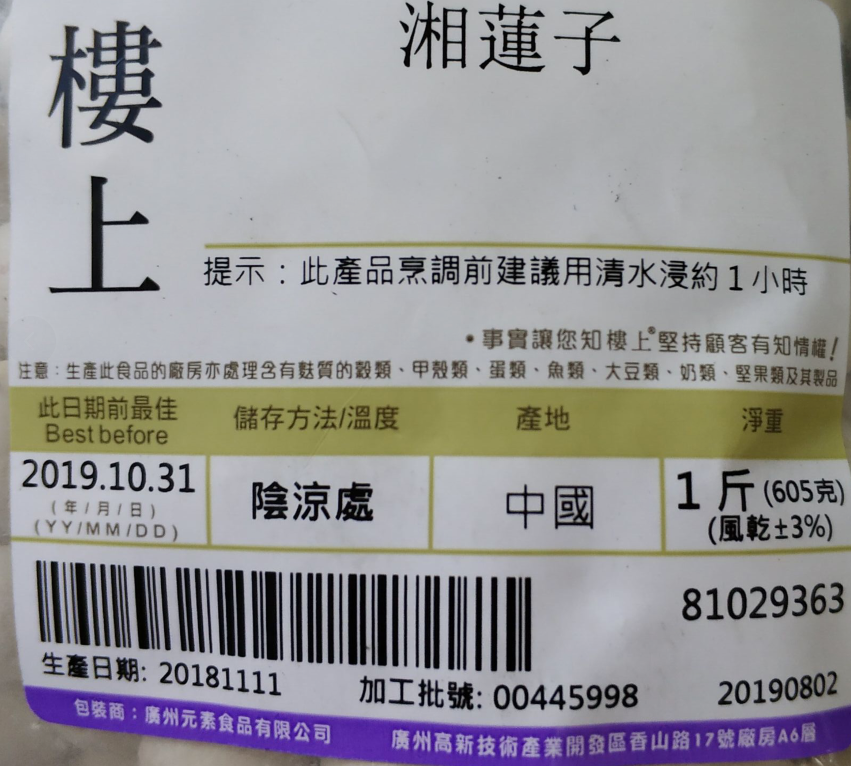 湘蓮子
樓上
提示：此產品烹調前建議用清水浸約1小時
•事實讓您知樓上®堅持顧客有知情權！
注意：生產此食品的廠房亦處理含有麩質的穀類、甲殼類、蛋類、魚類、大豆類、奶類、堅果類及其製品
此日期前最佳 儲存方法/溫度 產地 淨重
Best before
2019.10.31 陰涼處 中國 1斤(605克)
(年/月/日) (風乾±3%)
(YY/MM/DD)
81029363
生產日期: 20181111 加工批號: 00445998 20190802
包裝商：廣州元素食品有限公司 廣州高新技術產業開發區香山路17號廠房A6層